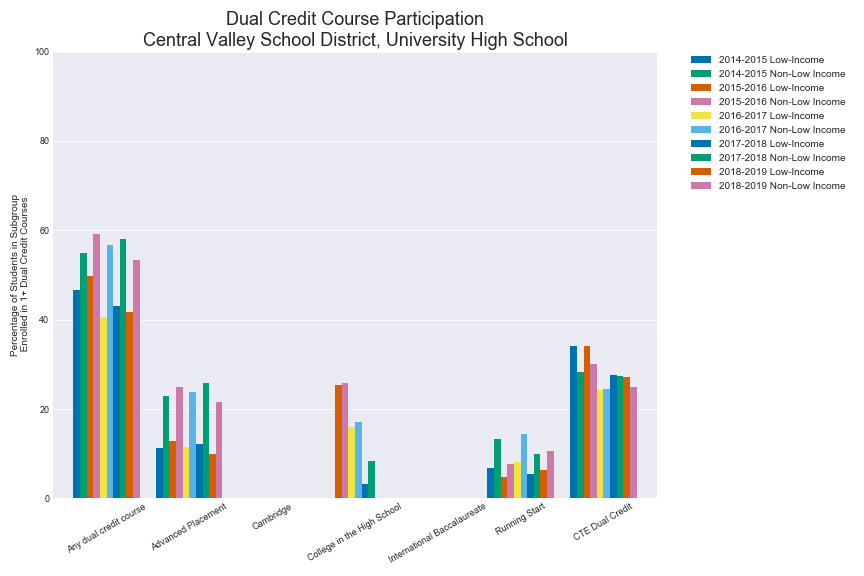 Dual Credit Course Participation
Central Valley School District, University High School
Percentage of Students in Subgroup
Enrolled in 1+ Dual Credit Courses
100
80
60
40
20
0
Any dual credit course
Advanced Placement
Cambridge
College in the High School
International Baccalaureate
Running Start
CTE Dual Credit
2014-2015 Low-Income
2014-2015 Non-Low Income
2015-2016 Low-Income
2015-2016 Non-Low Income
2016-2017 Low-Income
2016-2017 Non-Low Income
2017-2018 Low-Income
2017-2018 Non-Low Income
2018-2019 Low-Income
2018-2019 Non-Low Income